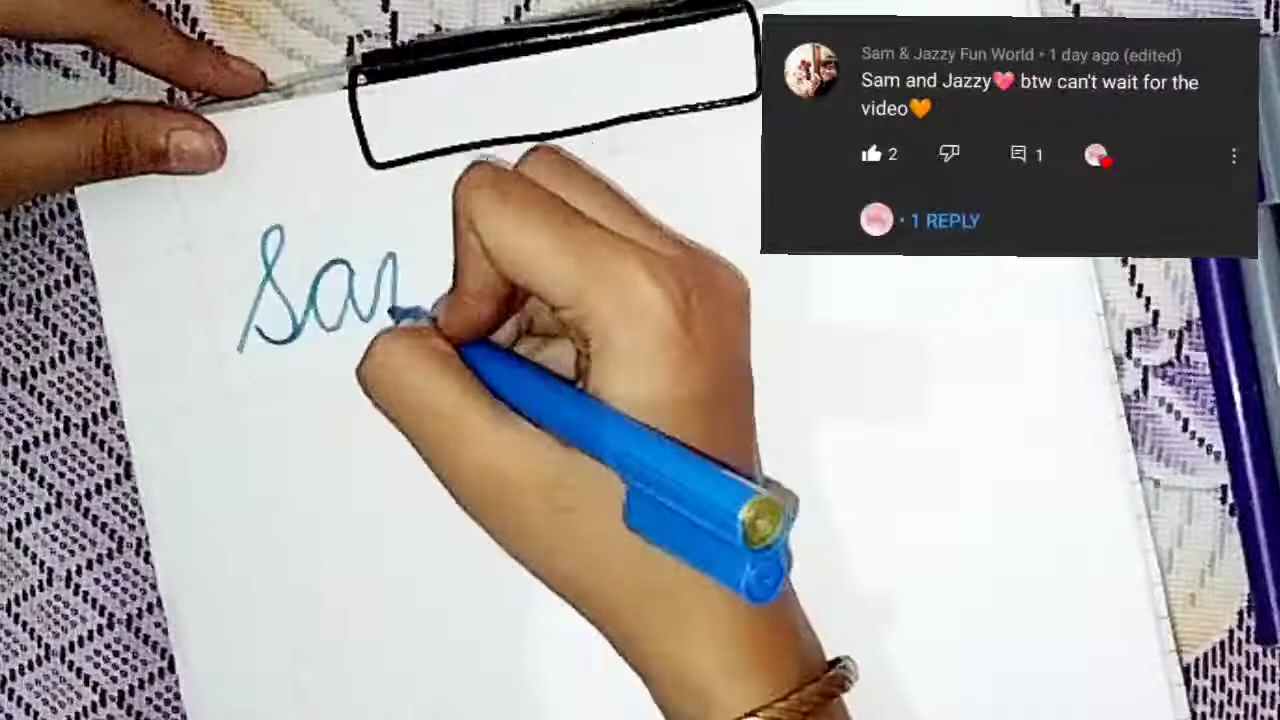 Sam & Jazzy Fun World • 1 day ago (edited)
Sam and Jazzy💖 btw can't wait for the
video🧡
2
1
• 1 REPLY